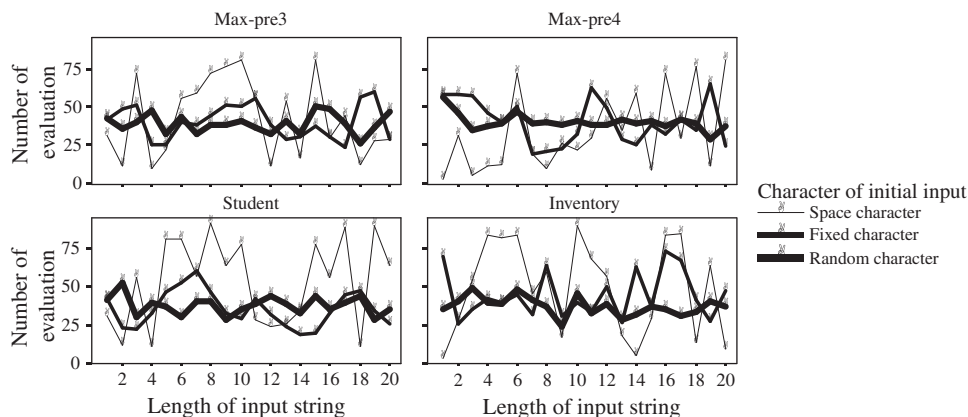 Max-pre3
Max-pre4
Number of
evaluation
75
50
25
0
Character of initial input
Space character
Fixed character
Random character
Student
Inventory
Number of
evaluation
75
50
25
0
2 4 6 8 10 12 14 16 18 20
2 4 6 8 10 12 14 16 18 20
Length of input string
Length of input string